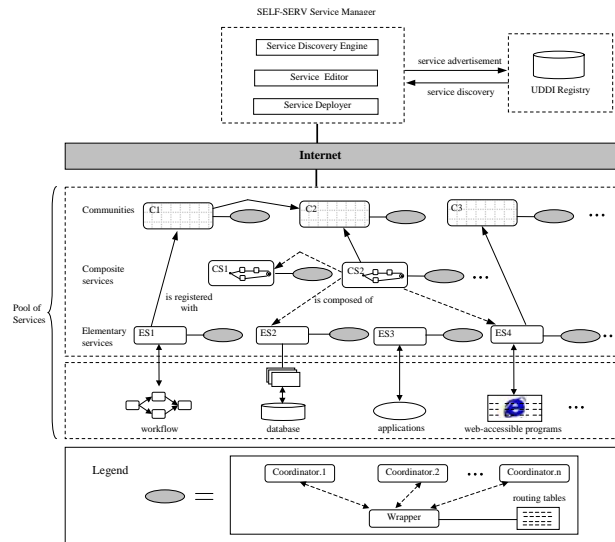 SELF-SERV Service Manager
Service Discovery Engine
Service Editor
Service Deployer
service advertisement
service discovery
UDDI Registry
Internet
Communities
C1
C2
C3
...
Composite services
CS1
CS2
...
is registered with
is composed of
Pool of Services
Elementary services
ES1
ES2
ES3
ES4
...
workflow
database
applications
web-accessible programs
...
Legend
Coordinator.1
Coordinator.2
...
Coordinator.n
routing tables
Wrapper